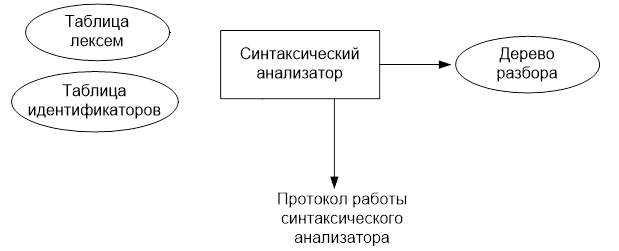 Таблица
лексем
Таблица
идентификаторов
Синтаксический
анализатор
Дерево
разбора
Протокол работы
синтаксического
анализатора